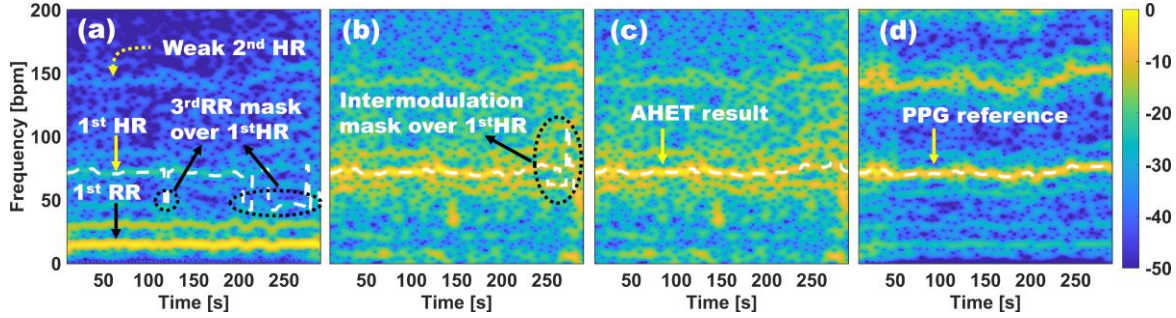 (a)
Weak 2nd HR
3rdRR mask
over 1stHR
1st HR
1st RR
(b)
Intermodulation
mask over 1stHR
(c)
AHET result
(d)
PPG reference
Frequency [bpm]
200
150
100
50
0
50 100 150 200 250
Time [s]
50 100 150 200 250
Time [s]
50 100 150 200 250
Time [s]
50 100 150 200 250
Time [s]
0
-10
-20
-30
-40
-50